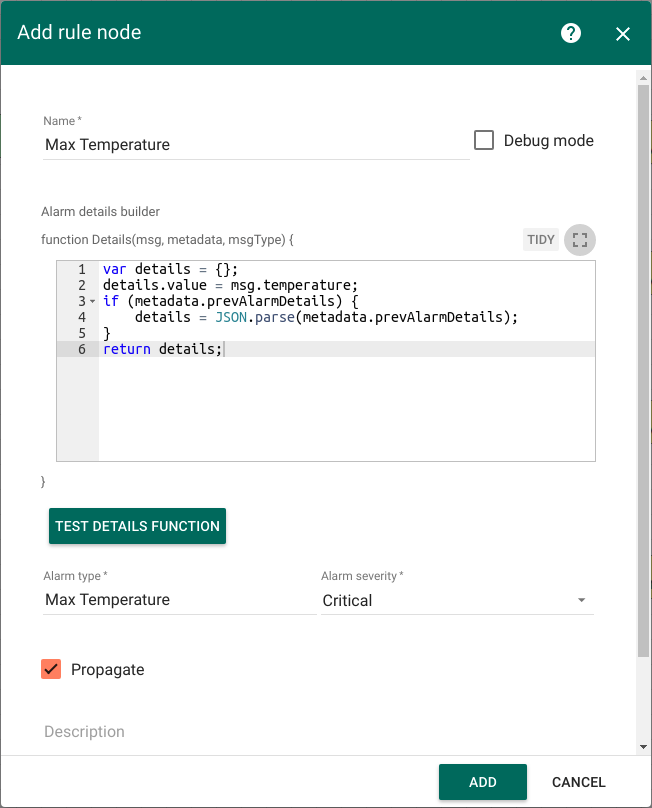 Add rule node
?
Name *
Max Temperature
Debug mode
Alarm details builder
function Details(msg, metadata, msgType) {
TIDY
1 var details = {};
2 details.value = msg.temperature;
3 if (metadata.prevAlarmDetails) {
4     details = JSON.parse(metadata.prevAlarmDetails);
5 }
6 return details;
}
TEST DETAILS FUNCTION
Alarm type *
Alarm severity *
Max Temperature
Critical
Propagate
Description
ADD
CANCEL